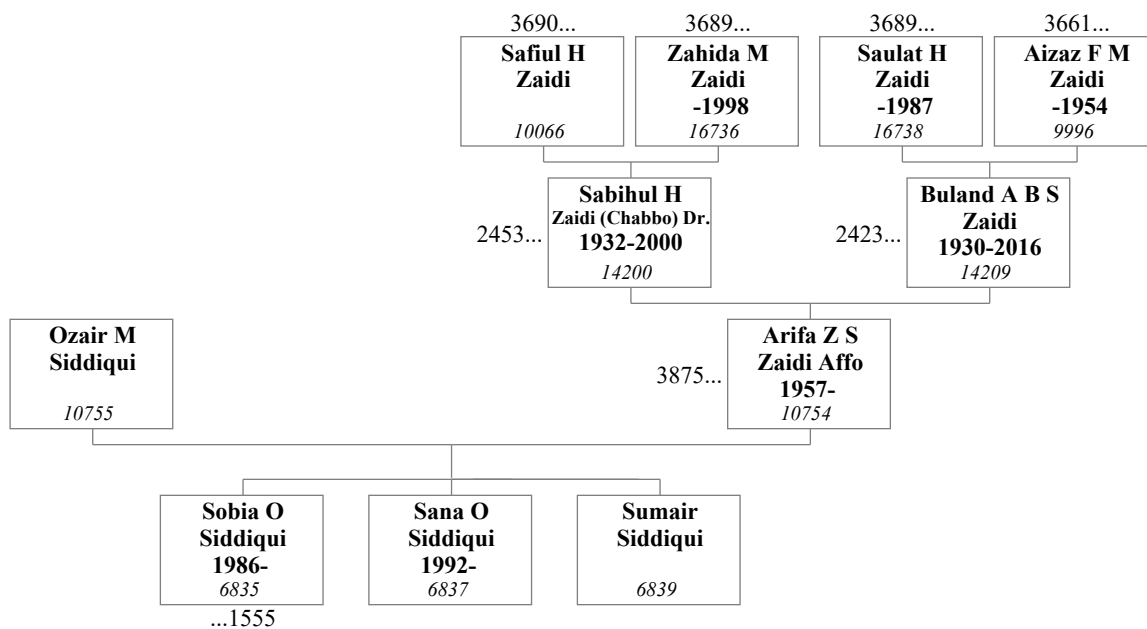 3690...
3689...
3689...
3661...
Safiul H
Zaidi
10066
Zahida M
Zaidi
-1998
16736
Saulat H
Zaidi
-1987
16738
Aizaz F M
Zaidi
-1954
9996
2453...
Sabihul H
Zaidi (Chabbo) Dr.
1932-2000
14200
2423...
Buland A B S
Zaidi
1930-2016
14209
Ozair M
Siddiqui
10755
3875...
Arifa Z S
Zaidi Affo
1957-
10754
Sobia O
Siddiqui
1986-
6835
...1555
Sana O
Siddiqui
1992-
6837
Sumair
Siddiqui
6839